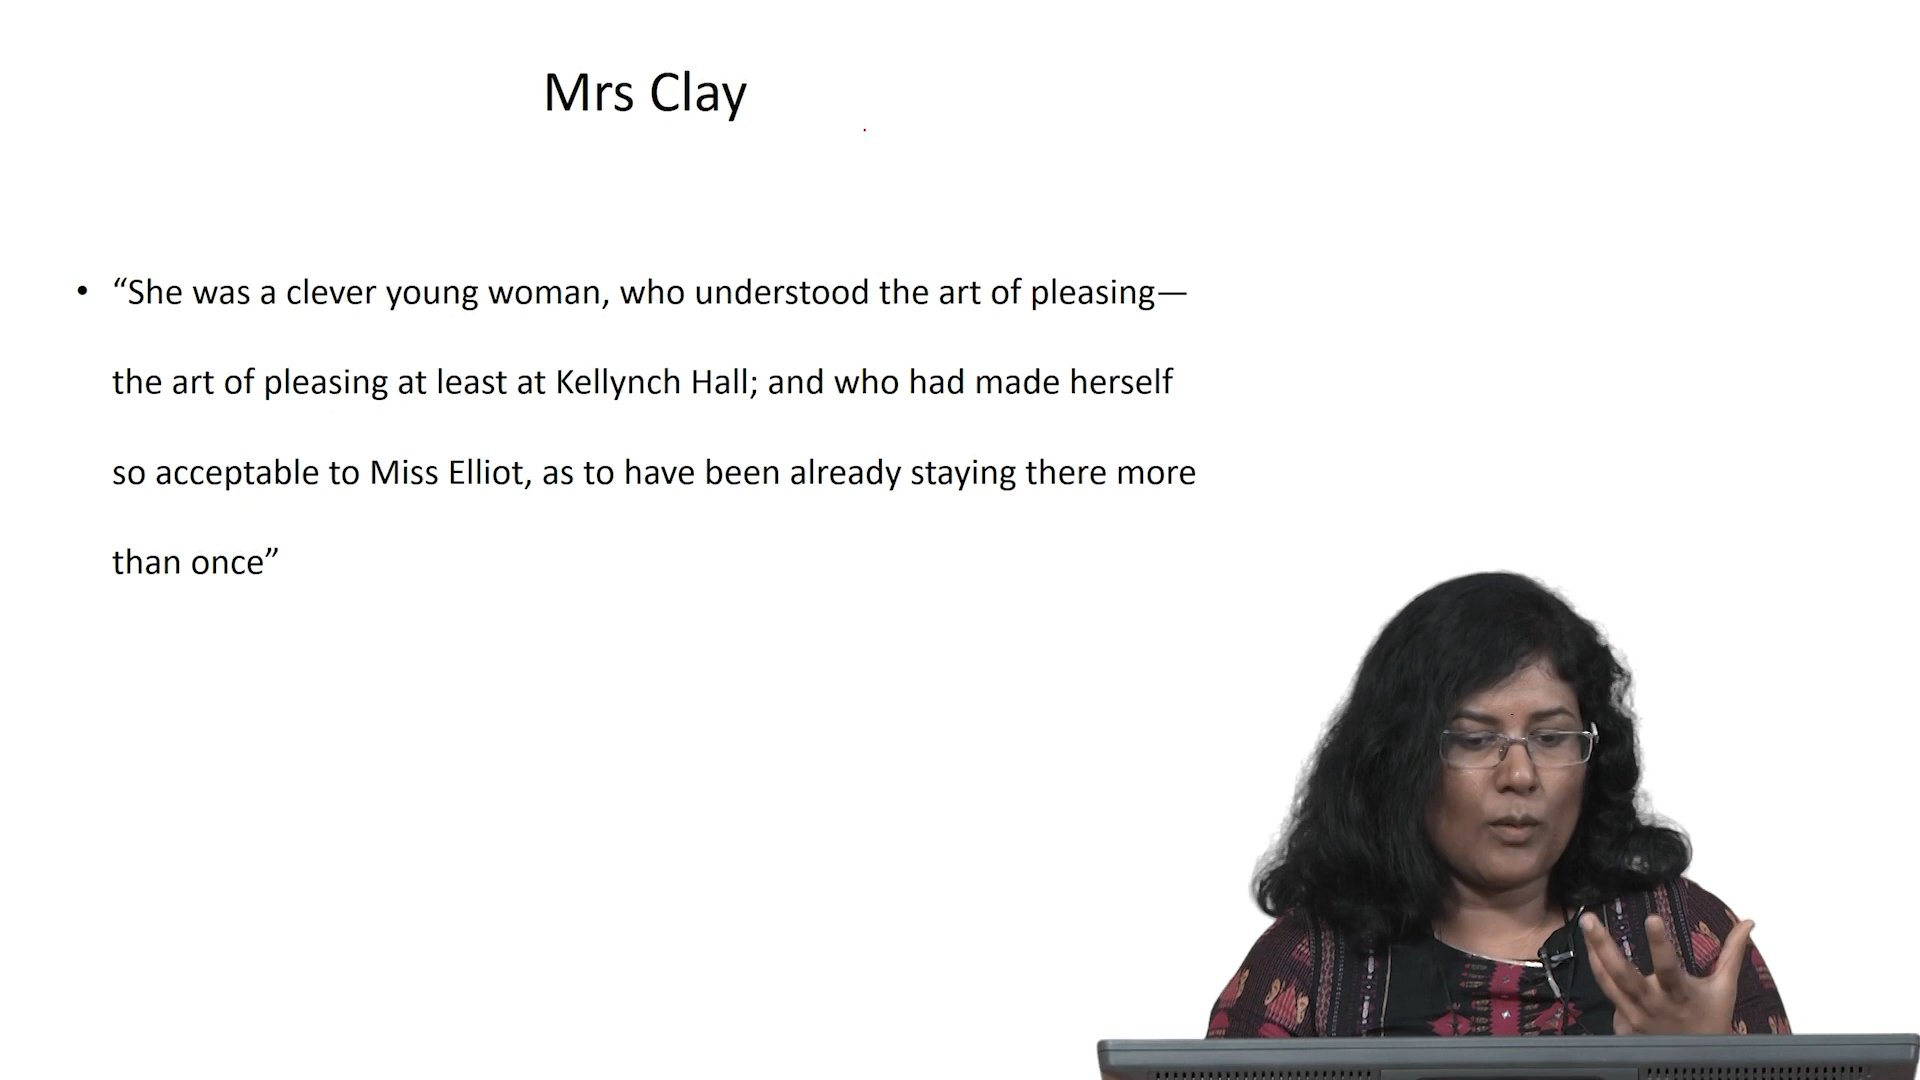 Mrs Clay
• “She was a clever young woman, who understood the art of pleasing—
the art of pleasing at least at Kellynch Hall; and who had made herself
so acceptable to Miss Elliot, as to have been already staying there more
than once”